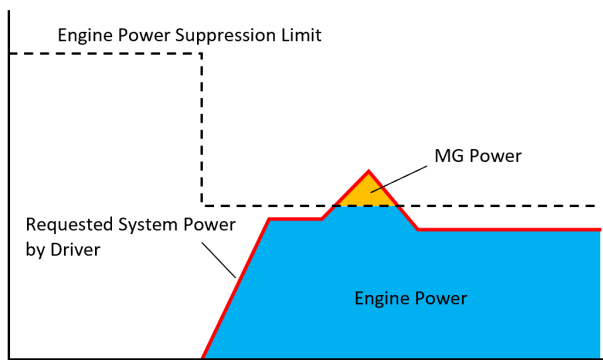 Engine Power Suppression Limit
MG Power
Requested System Power
by Driver
Engine Power